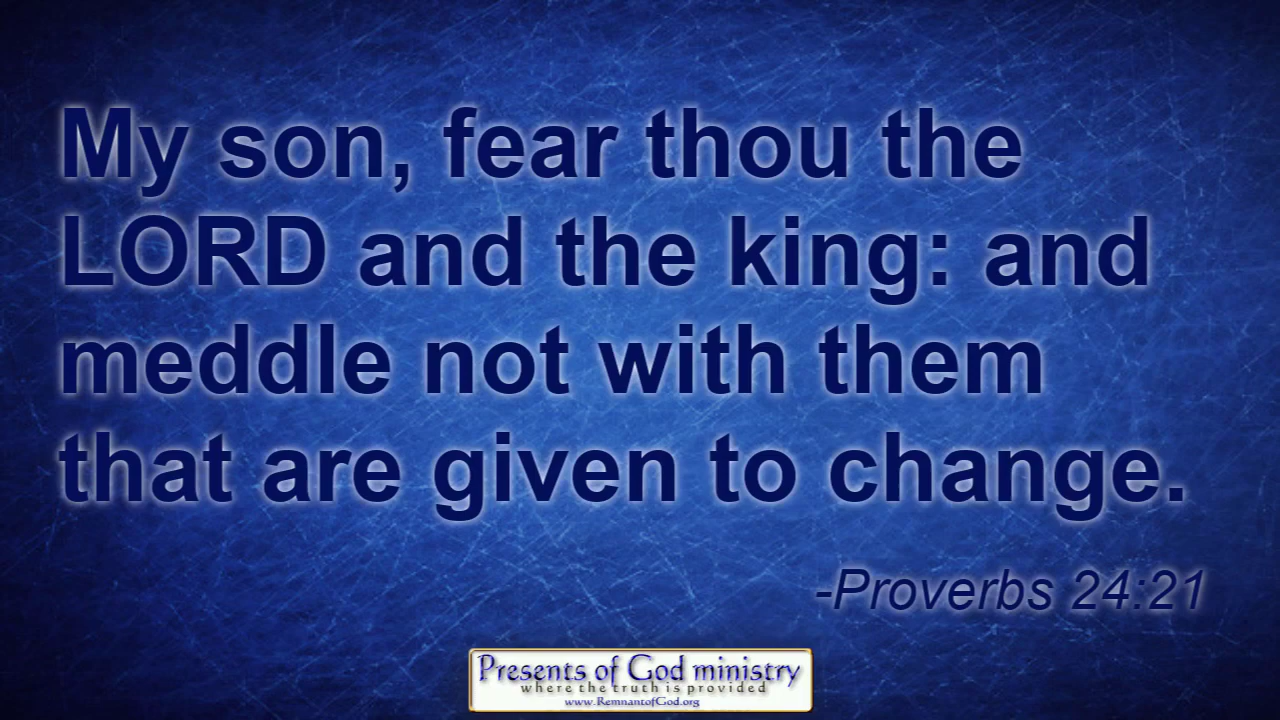 My son, fear thou the
LORD and the king: and
meddle not with them
that are given to change.
-Proverbs 24:21
Presents of God ministry
where the truth is provided
www.RemnantofGod.org